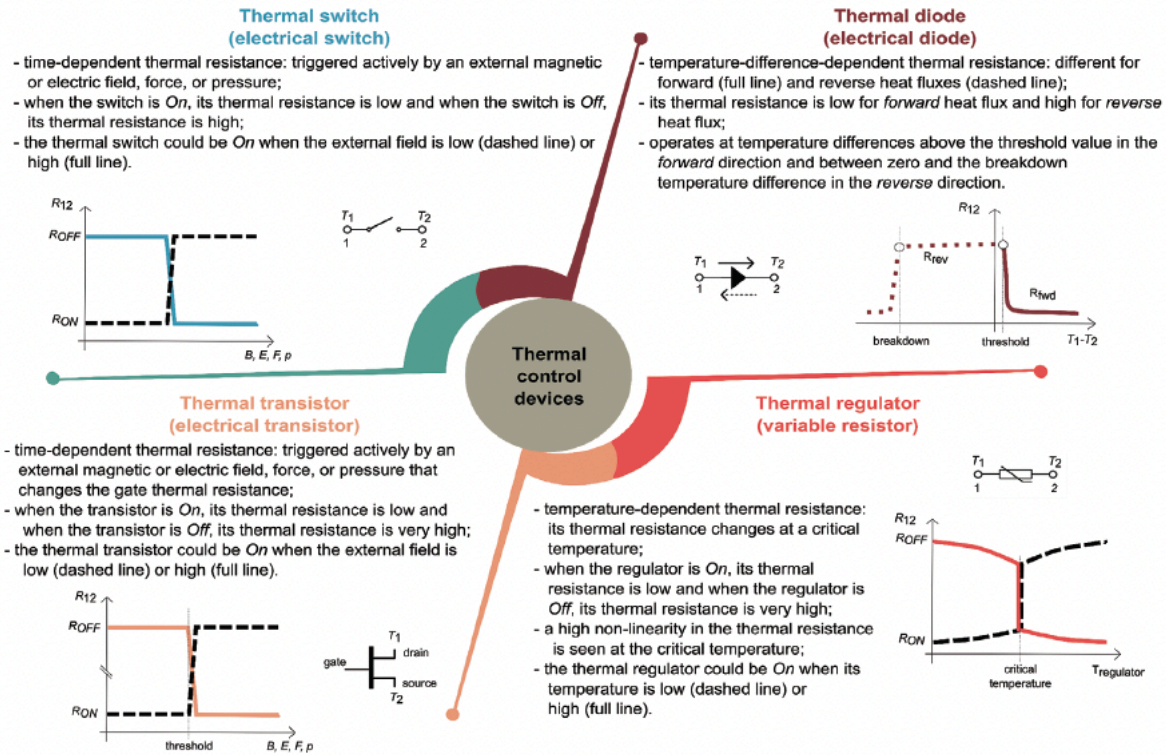 Thermal switch
(electrical switch)
- time-dependent thermal resistance: triggered actively by an external magnetic
or electric field, force, or pressure;
- when the switch is On, its thermal resistance is low and when the switch is Off,
its thermal resistance is high;
- the thermal switch could be On when the external field is low (dashed line) or
high (full line).
R12
ROFF
RON
B, E, F, p
T1
T2
1
2
Thermal diode
(electrical diode)
- temperature-difference-dependent thermal resistance: different for
forward (full line) and reverse heat fluxes (dashed line);
- its thermal resistance is low for forward heat flux and high for reverse
heat flux;
- operates at temperature differences above the threshold value in the
forward direction and between zero and the breakdown
temperature difference in the reverse direction.
T1
T2
1
2
R12
Rrev
Rfwd
breakdown
threshold
T1-T2
Thermal
control
devices
Thermal transistor
(electrical transistor)
- time-dependent thermal resistance: triggered actively by an
external magnetic or electric field, force, or pressure that
changes the gate thermal resistance;
- when the transistor is On, its thermal resistance is low and
when the transistor is Off, its thermal resistance is very high;
- the thermal transistor could be On when the external field is
low (dashed line) or high (full line).
R12
ROFF
RON
threshold
B, E, F, p
T1
drain
gate
source
T2
Thermal regulator
(variable resistor)
T1
T2
1
2
- temperature-dependent thermal resistance:
its thermal resistance changes at a critical
temperature;
- when the regulator is On, its thermal
resistance is low and when the regulator is
Off, its thermal resistance is very high;
- a high non-linearity in the thermal resistance
is seen at the critical temperature;
- the thermal regulator could be On when its
temperature is low (dashed line) or
high (full line).
R12
ROFF
RON
critical
temperature
Tregulator